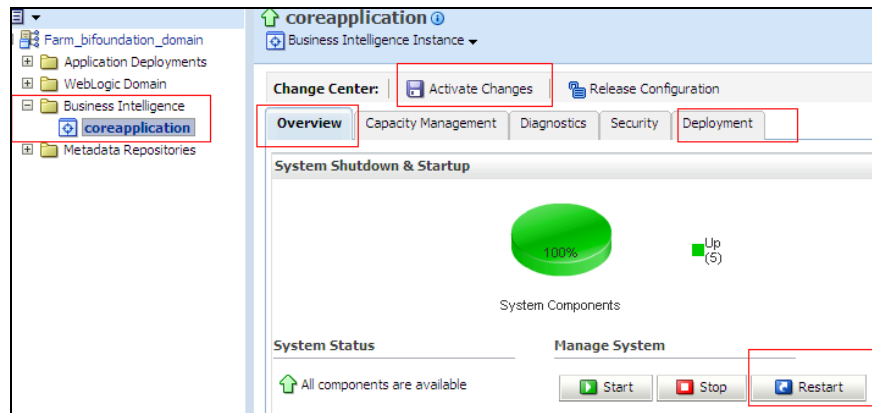 Farm_bifoundation_domain
Application Deployments
WebLogic Domain
Business Intelligence
coreapplication
Metadata Repositories
coreapplication
Business Intelligence Instance
Change Center: Activate Changes Release Configuration
Overview Capacity Management Diagnostics Security Deployment
System Shutdown & Startup
100%
Up
(5)
System Components
System Status Manage System
All components are available Start Stop Restart